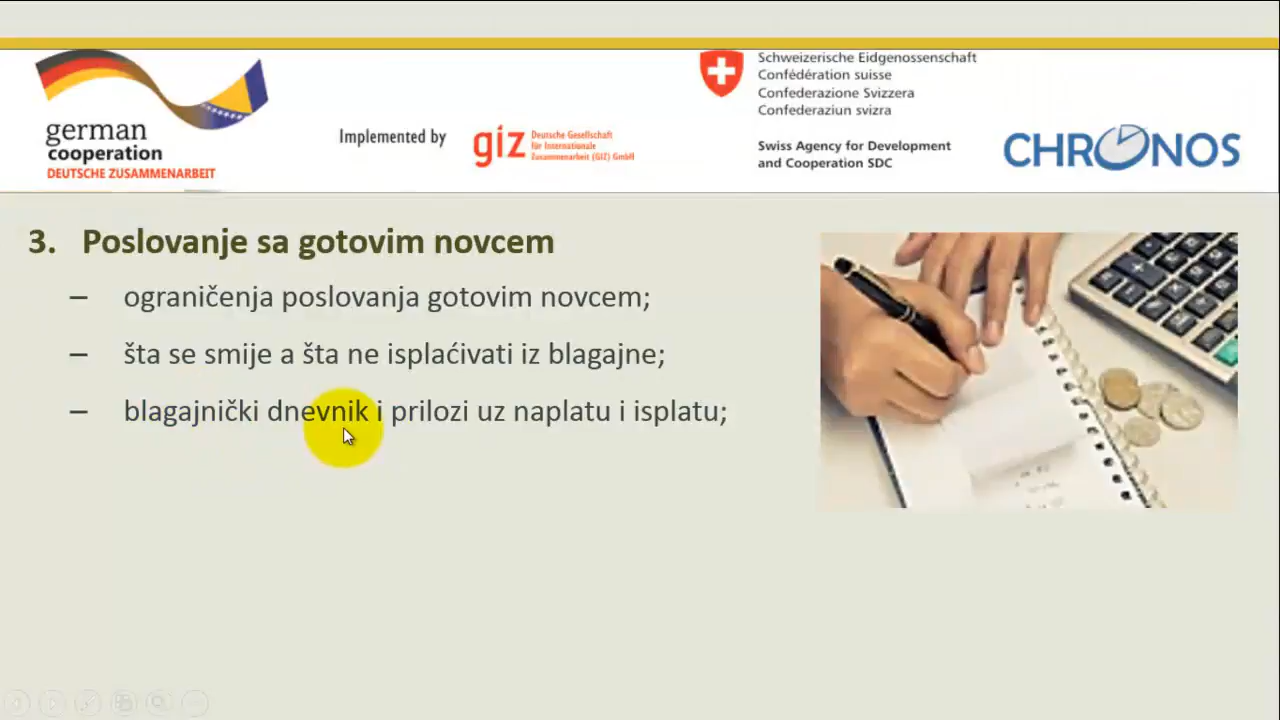 german
cooperation
DEUTSCHE ZUSAMMENARBEIT
Implemented by
giz
Deutsche Gesellschaft
für Internationale
Zusammenarbeit (GIZ) GmbH
Schweizerische Eidgenossenschaft
Confédération suisse
Confederazione Svizzera
Confederaziun svizra
Swiss Agency for Development
and Cooperation SDC
CHRONOS
3. Poslovanje sa gotovim novcem
– ograničenja poslovanja gotovim novcem;
– šta se smije a šta ne isplaćivati iz blagajne;
– blagajnički dnevnik i prilozi uz naplatu i isplatu;